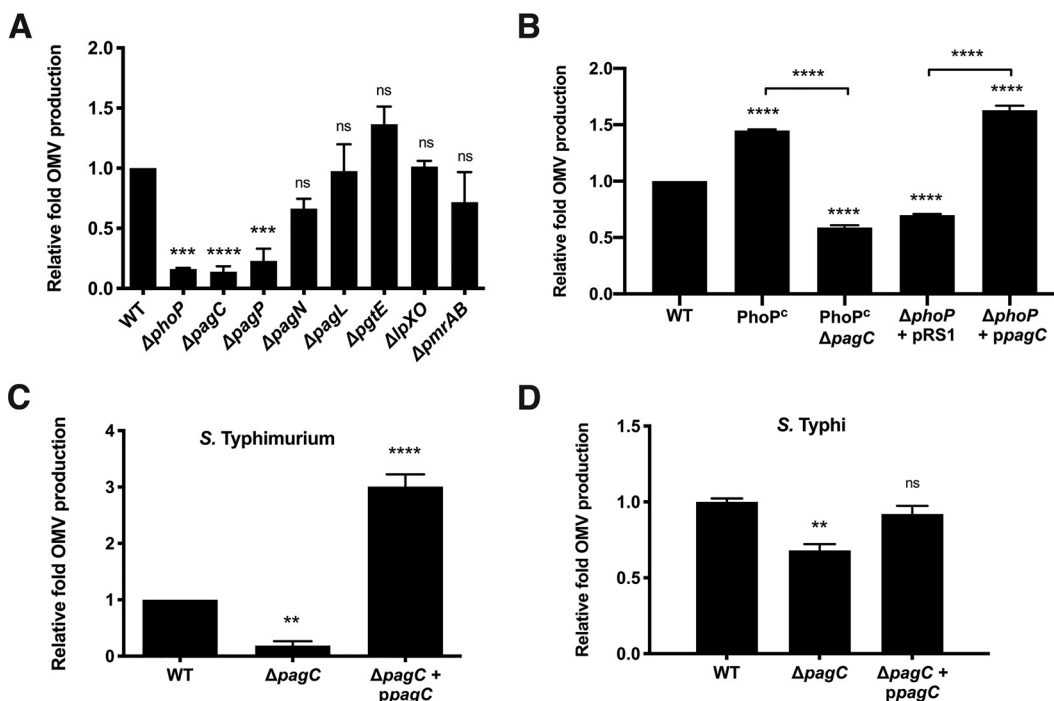 A
Relative fold OMV production
2.0
1.5
1.0
0.5
0.0
*** **** *** ns ns ns ns ns
WT ΔphoP ΔpagC ΔpagP ΔpagN ΔpagL ΔpgtE ΔlpXO ΔpmrAB
B
Relative fold OMV production
2.0
1.5
1.0
0.5
0.0
**** ****
**** **** **** ****
WT PhoPᶜ PhoPᶜ ΔphoP ΔphoP
ΔpagC + pRS1 + ppagC
C
S. Typhimurium
Relative fold OMV production
4
3
2
1
0
** ****
WT ΔpagC ΔpagC +
ppagC
D
S. Typhi
Relative fold OMV production
1.5
1.0
0.5
0.0
** ns
WT ΔpagC ΔpagC +
ppagC